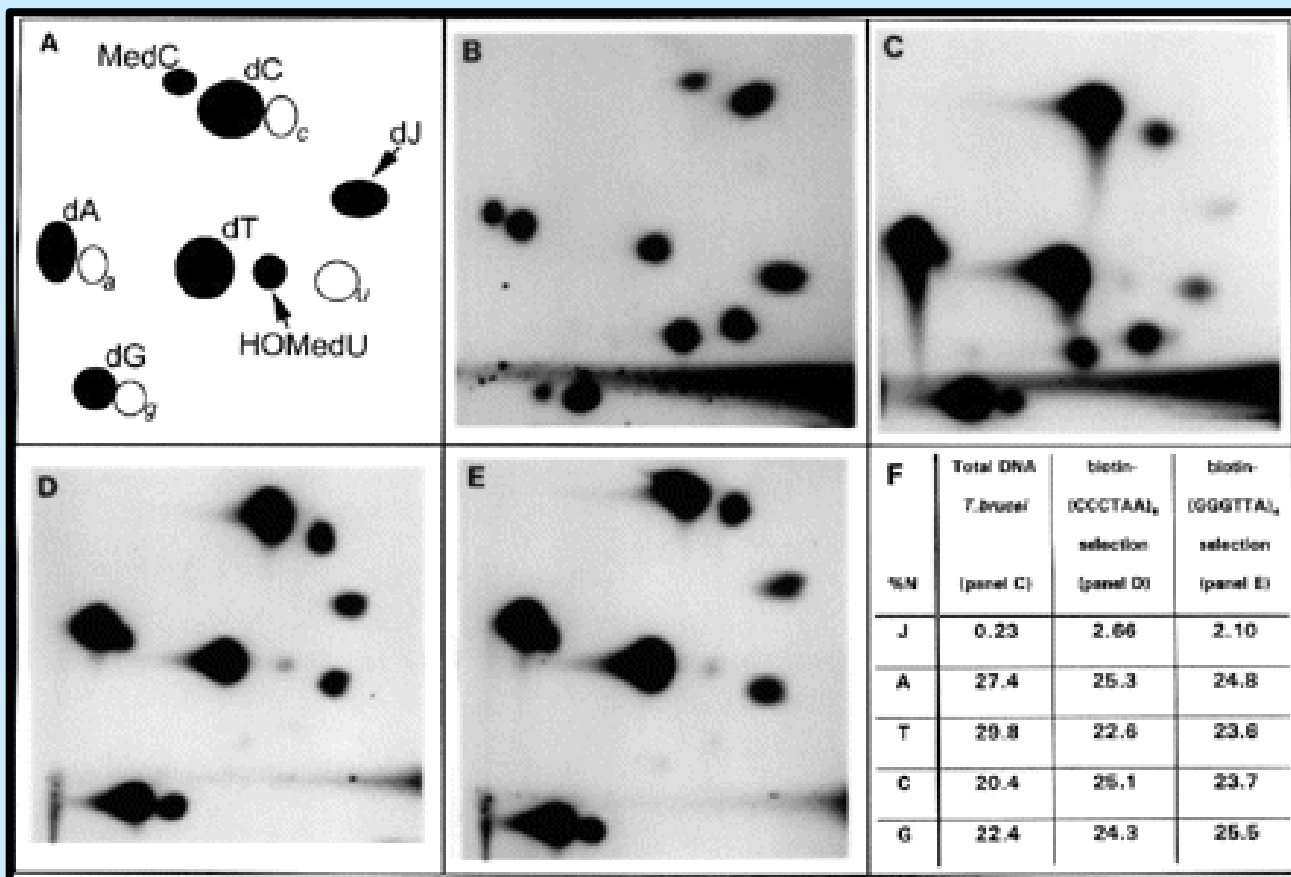 A
MedC
dC
c
dJ
dA
a
dT
u
HOMedU
dG
g
B
C
D
E
F
Total DNA biotin- biotin-
T.brucei (CCCTAA)₄ (GGGTTA)₄
selection selection
%N (panel C) (panel D) (panel E)
J 0.23 2.66 2.10
A 27.4 25.3 24.8
T 29.8 22.6 23.6
C 20.4 25.1 23.7
G 22.4 24.3 25.5